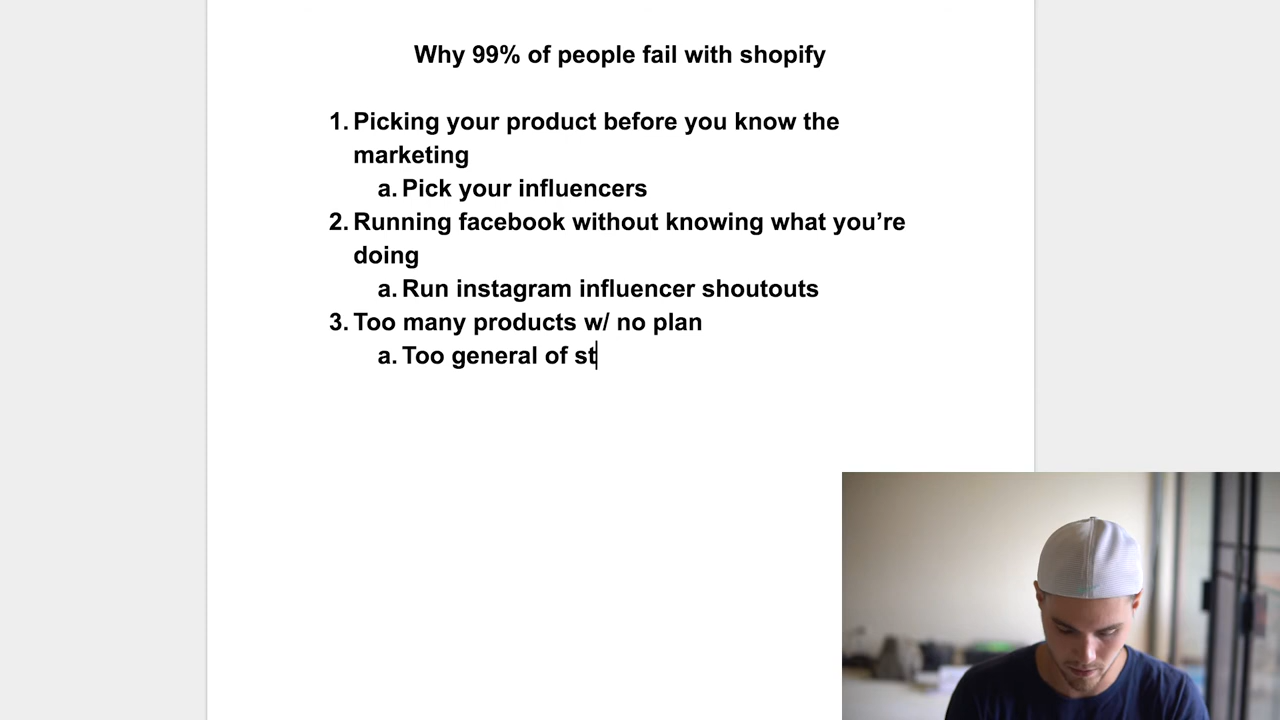 Why 99% of people fail with shopify
1. Picking your product before you know the
marketing
a. Pick your influencers
2. Running facebook without knowing what you’re
doing
a. Run instagram influencer shoutouts
3. Too many products w/ no plan
a. Too general of st